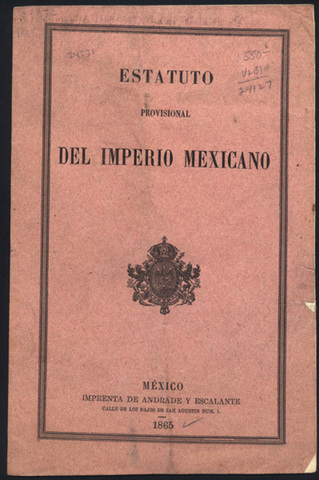 ESTATUTO
PROVISIONAL
DEL IMPERIO MEXICANO
MÉXICO
IMPRENTA DE ANDRADE Y ESCALANTE
CALLE DE LOS BAJOS DE SAN AGUSTIN NUM. 1.
1865